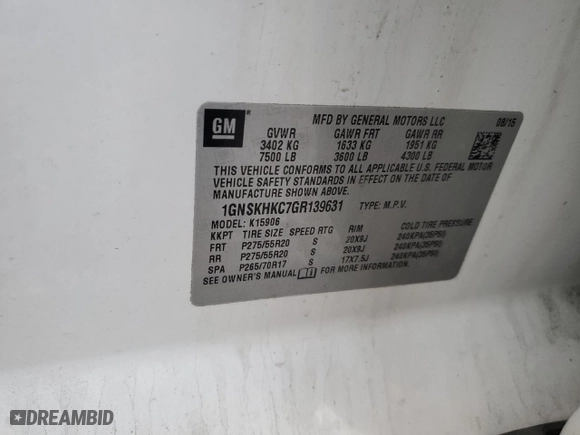 GM
MFD BY GENERAL MOTORS LLC 08/15
GVWR GAWR FRT GAWR RR
3402 KG 1633 KG 1951 KG
7500 LB 3600 LB 4300 LB
THIS VEHICLE CONFORMS TO ALL APPLICABLE U.S. FEDERAL MOTOR
VEHICLE SAFETY STANDARDS IN EFFECT ON THE DATE OF
MANUFACTURE SHOWN ABOVE.
1GNSKHKC7GR139631 TYPE: M.P.V.
MODEL: K15906
KKPT TIRE SIZE SPEED RTG RIM COLD TIRE PRESSURE
FRT P275/55R20 S 20X9J 240KPA(35PSI)
RR P275/55R20 S 20X9J 240KPA(35PSI)
SPA P265/70R17 S 17X7.5J 240KPA(35PSI)
SEE OWNER'S MANUAL FOR MORE INFORMATION.
DREAMBID